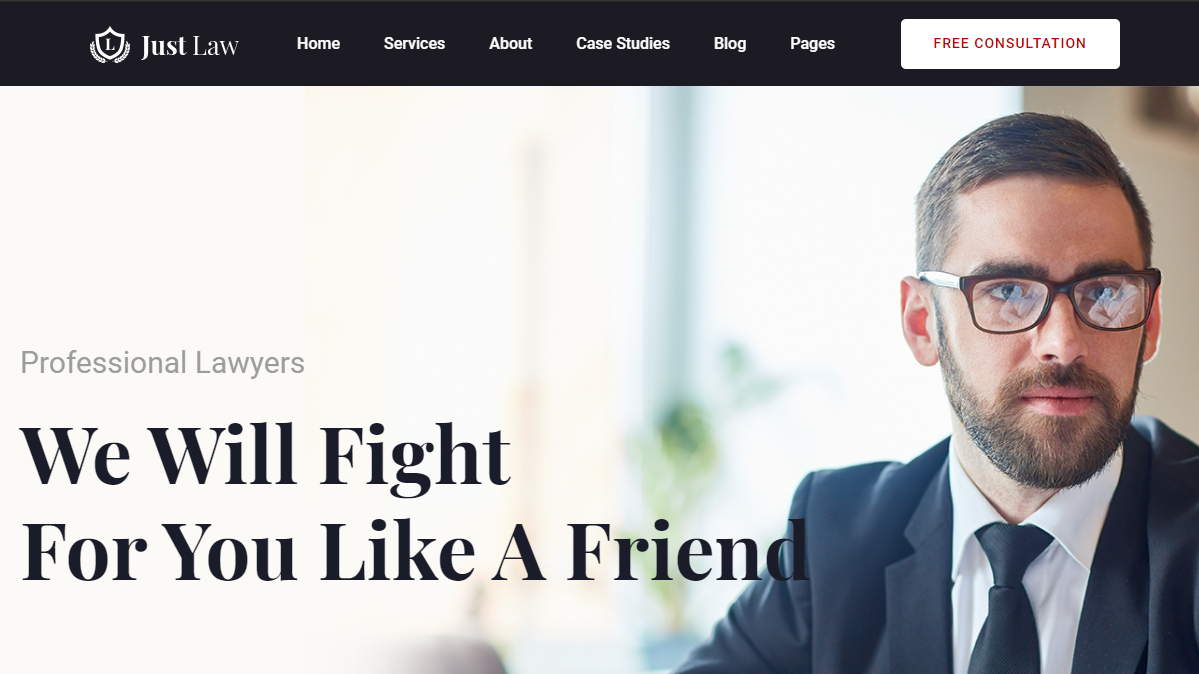 L
Just Law
Home
Services
About
Case Studies
Blog
Pages
FREE CONSULTATION
Professional Lawyers
We Will Fight
For You Like A Friend